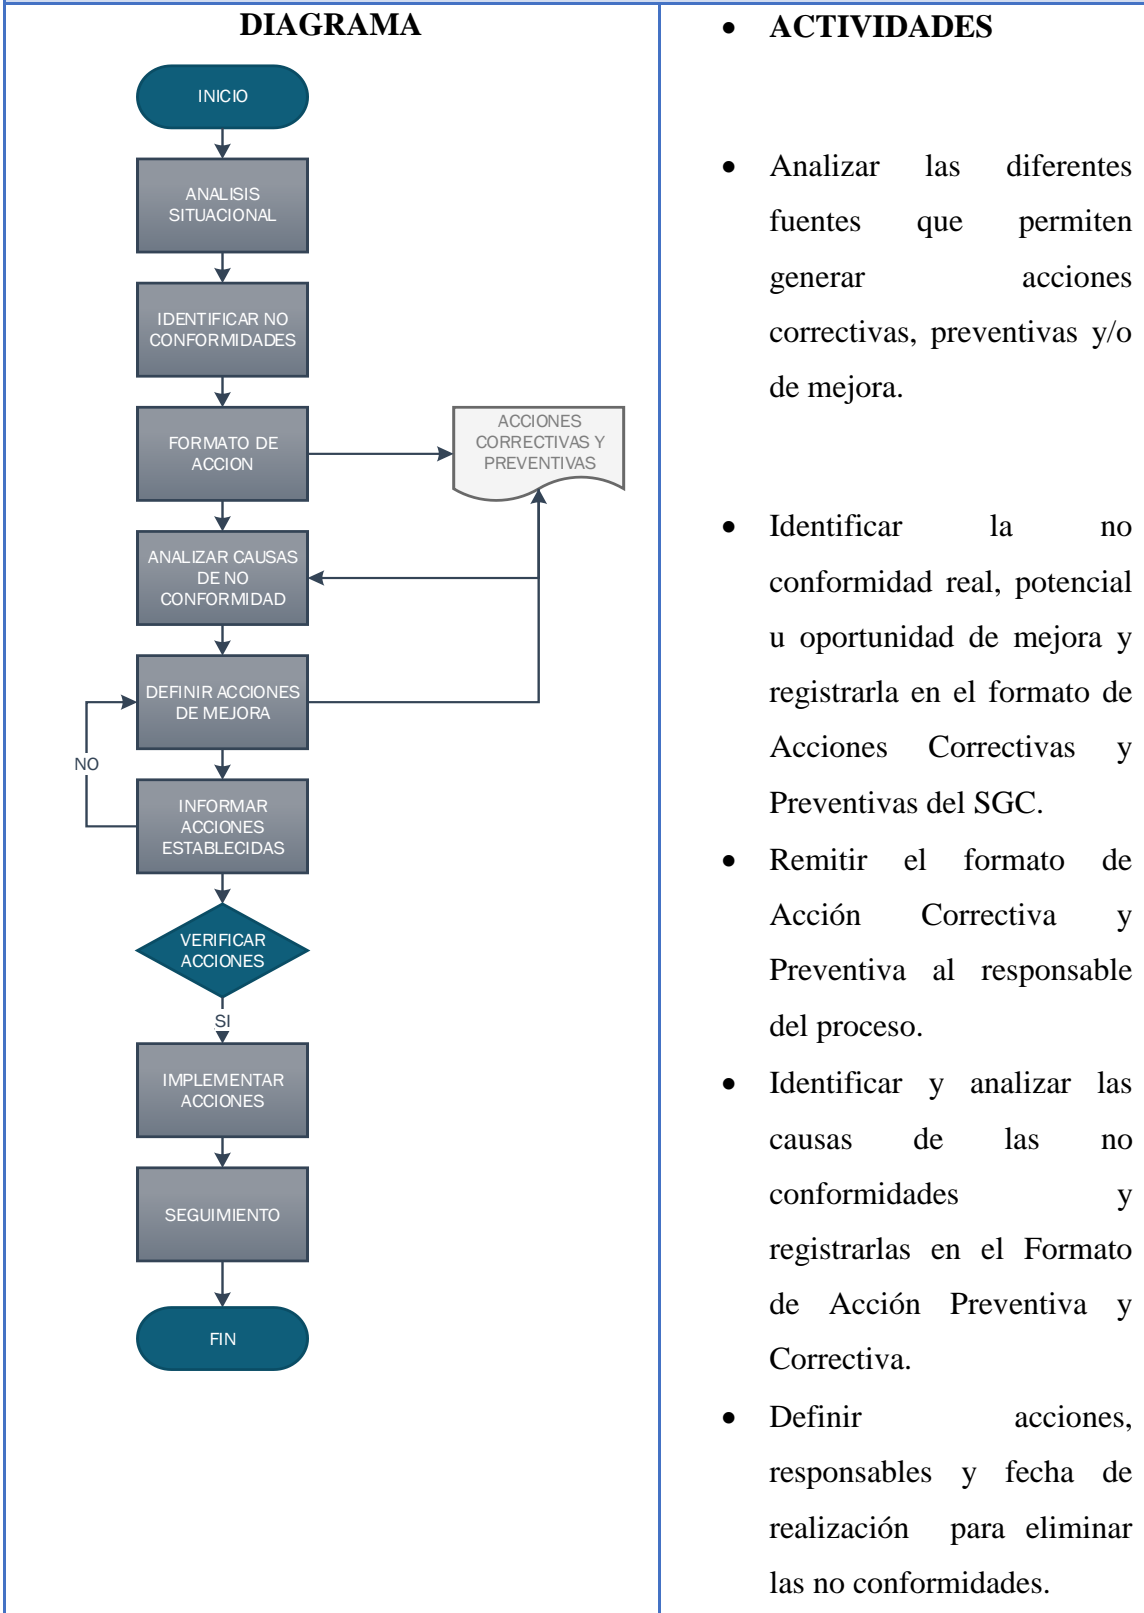 DIAGRAMA
INICIO
ANALISIS
SITUACIONAL
IDENTIFICAR NO
CONFORMIDADES
FORMATO DE
ACCION
ACCIONES
CORRECTIVAS Y
PREVENTIVAS
ANALIZAR CAUSAS
DE NO
CONFORMIDAD
DEFINIR ACCIONES
DE MEJORA
NO
INFORMAR
ACCIONES
ESTABLECIDAS
VERIFICAR
ACCIONES
SI
IMPLEMENTAR
ACCIONES
SEGUIMIENTO
FIN
• ACTIVIDADES
• Analizar las diferentes
fuentes que permiten
generar acciones
correctivas, preventivas y/o
de mejora.
• Identificar la no
conformidad real, potencial
u oportunidad de mejora y
registrarla en el formato de
Acciones Correctivas y
Preventivas del SGC.
• Remitir el formato de
Acción Correctiva y
Preventiva al responsable
del proceso.
• Identificar y analizar las
causas de las no
conformidades y
registrarlas en el Formato
de Acción Preventiva y
Correctiva.
• Definir acciones,
responsables y fecha de
realización para eliminar
las no conformidades.